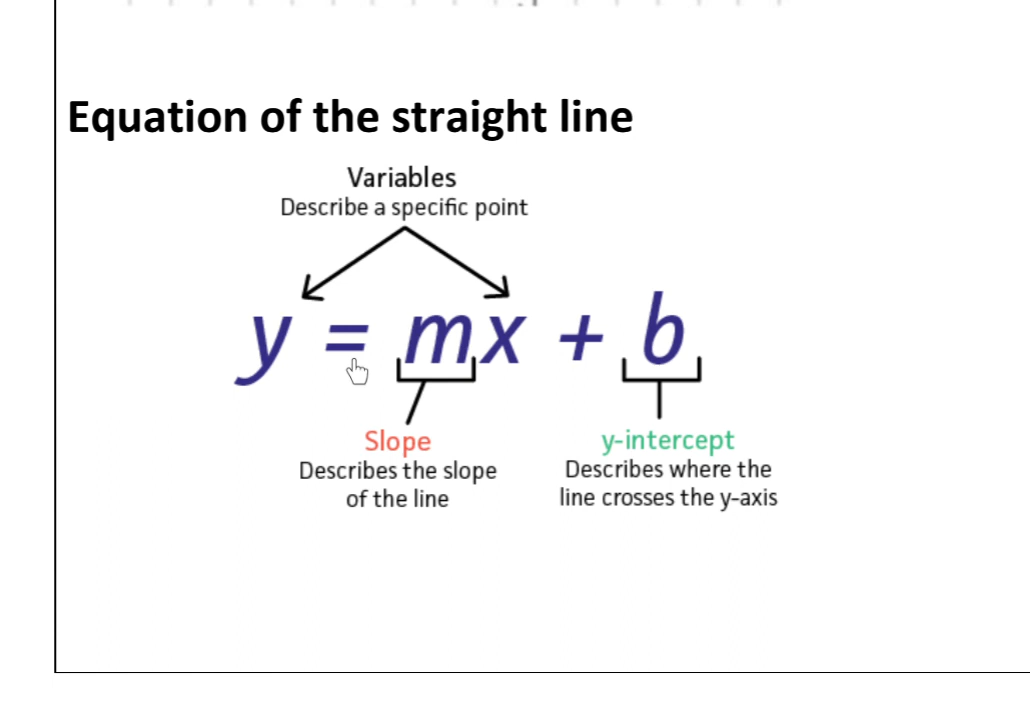 Equation of the straight line
Variables
Describe a specific point
y = mx + b
Slope
Describes the slope
of the line
y-intercept
Describes where the
line crosses the y-axis